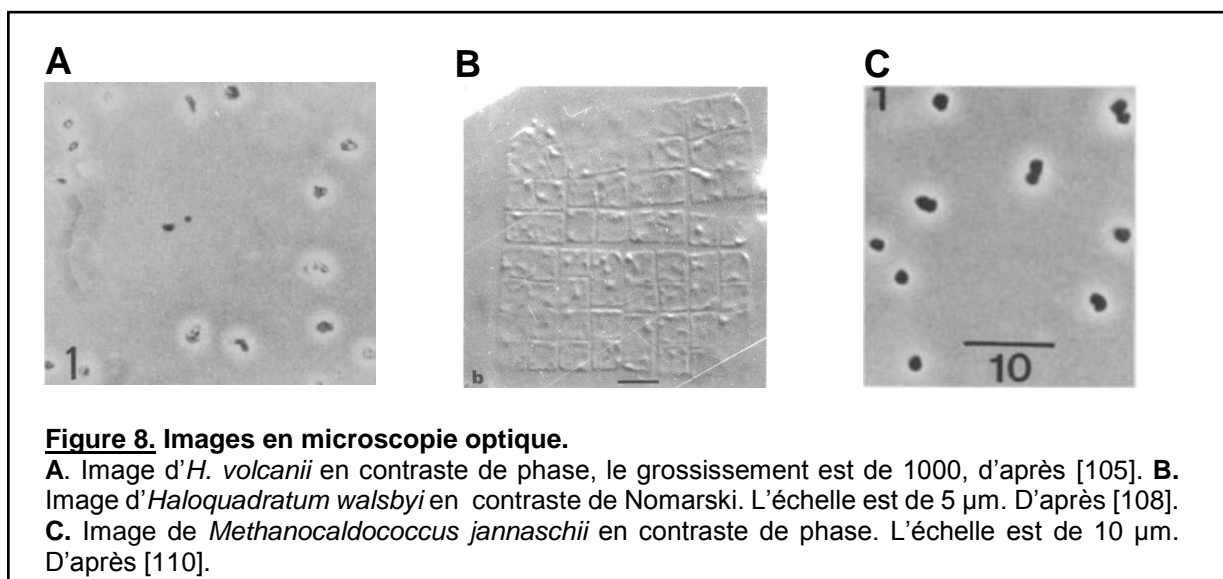 A
B
C
1
b
1
10
Figure 8. Images en microscopie optique.
A. Image d’H. volcanii en contraste de phase, le grossissement est de 1000, d’après [105]. B.
Image d’Haloquadratum walsbyi en contraste de Nomarski. L’échelle est de 5 µm. D’après [108].
C. Image de Methanocaldococcus jannaschii en contraste de phase. L’échelle est de 10 µm.
D’après [110].